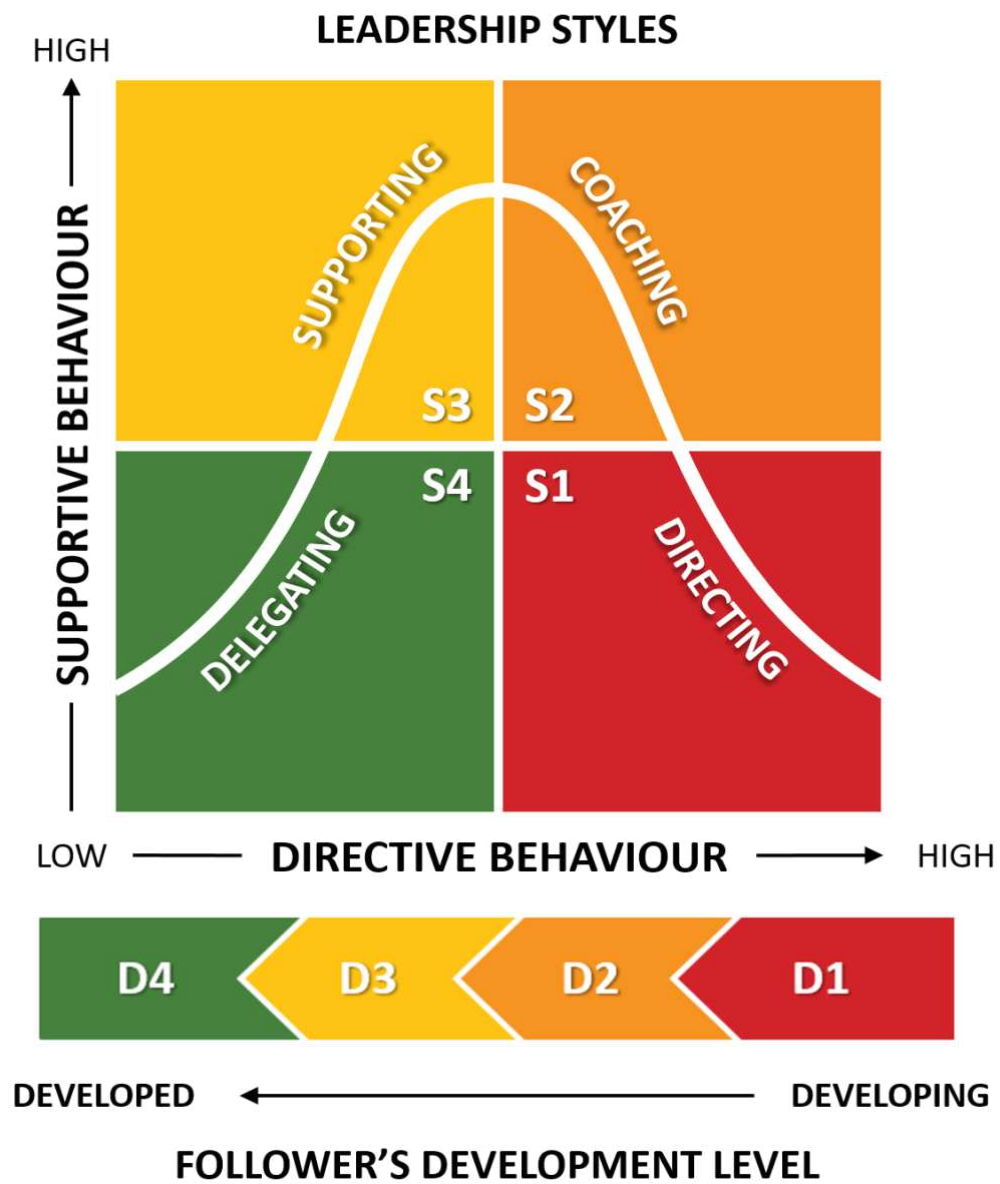 LEADERSHIP STYLES
HIGH
SUPPORTIVE BEHAVIOUR
SUPPORTING
COACHING
S3
S2
S4
S1
DELEGATING
DIRECTING
LOW
DIRECTIVE BEHAVIOUR
HIGH
D4
D3
D2
D1
DEVELOPED
DEVELOPING
FOLLOWER'S DEVELOPMENT LEVEL